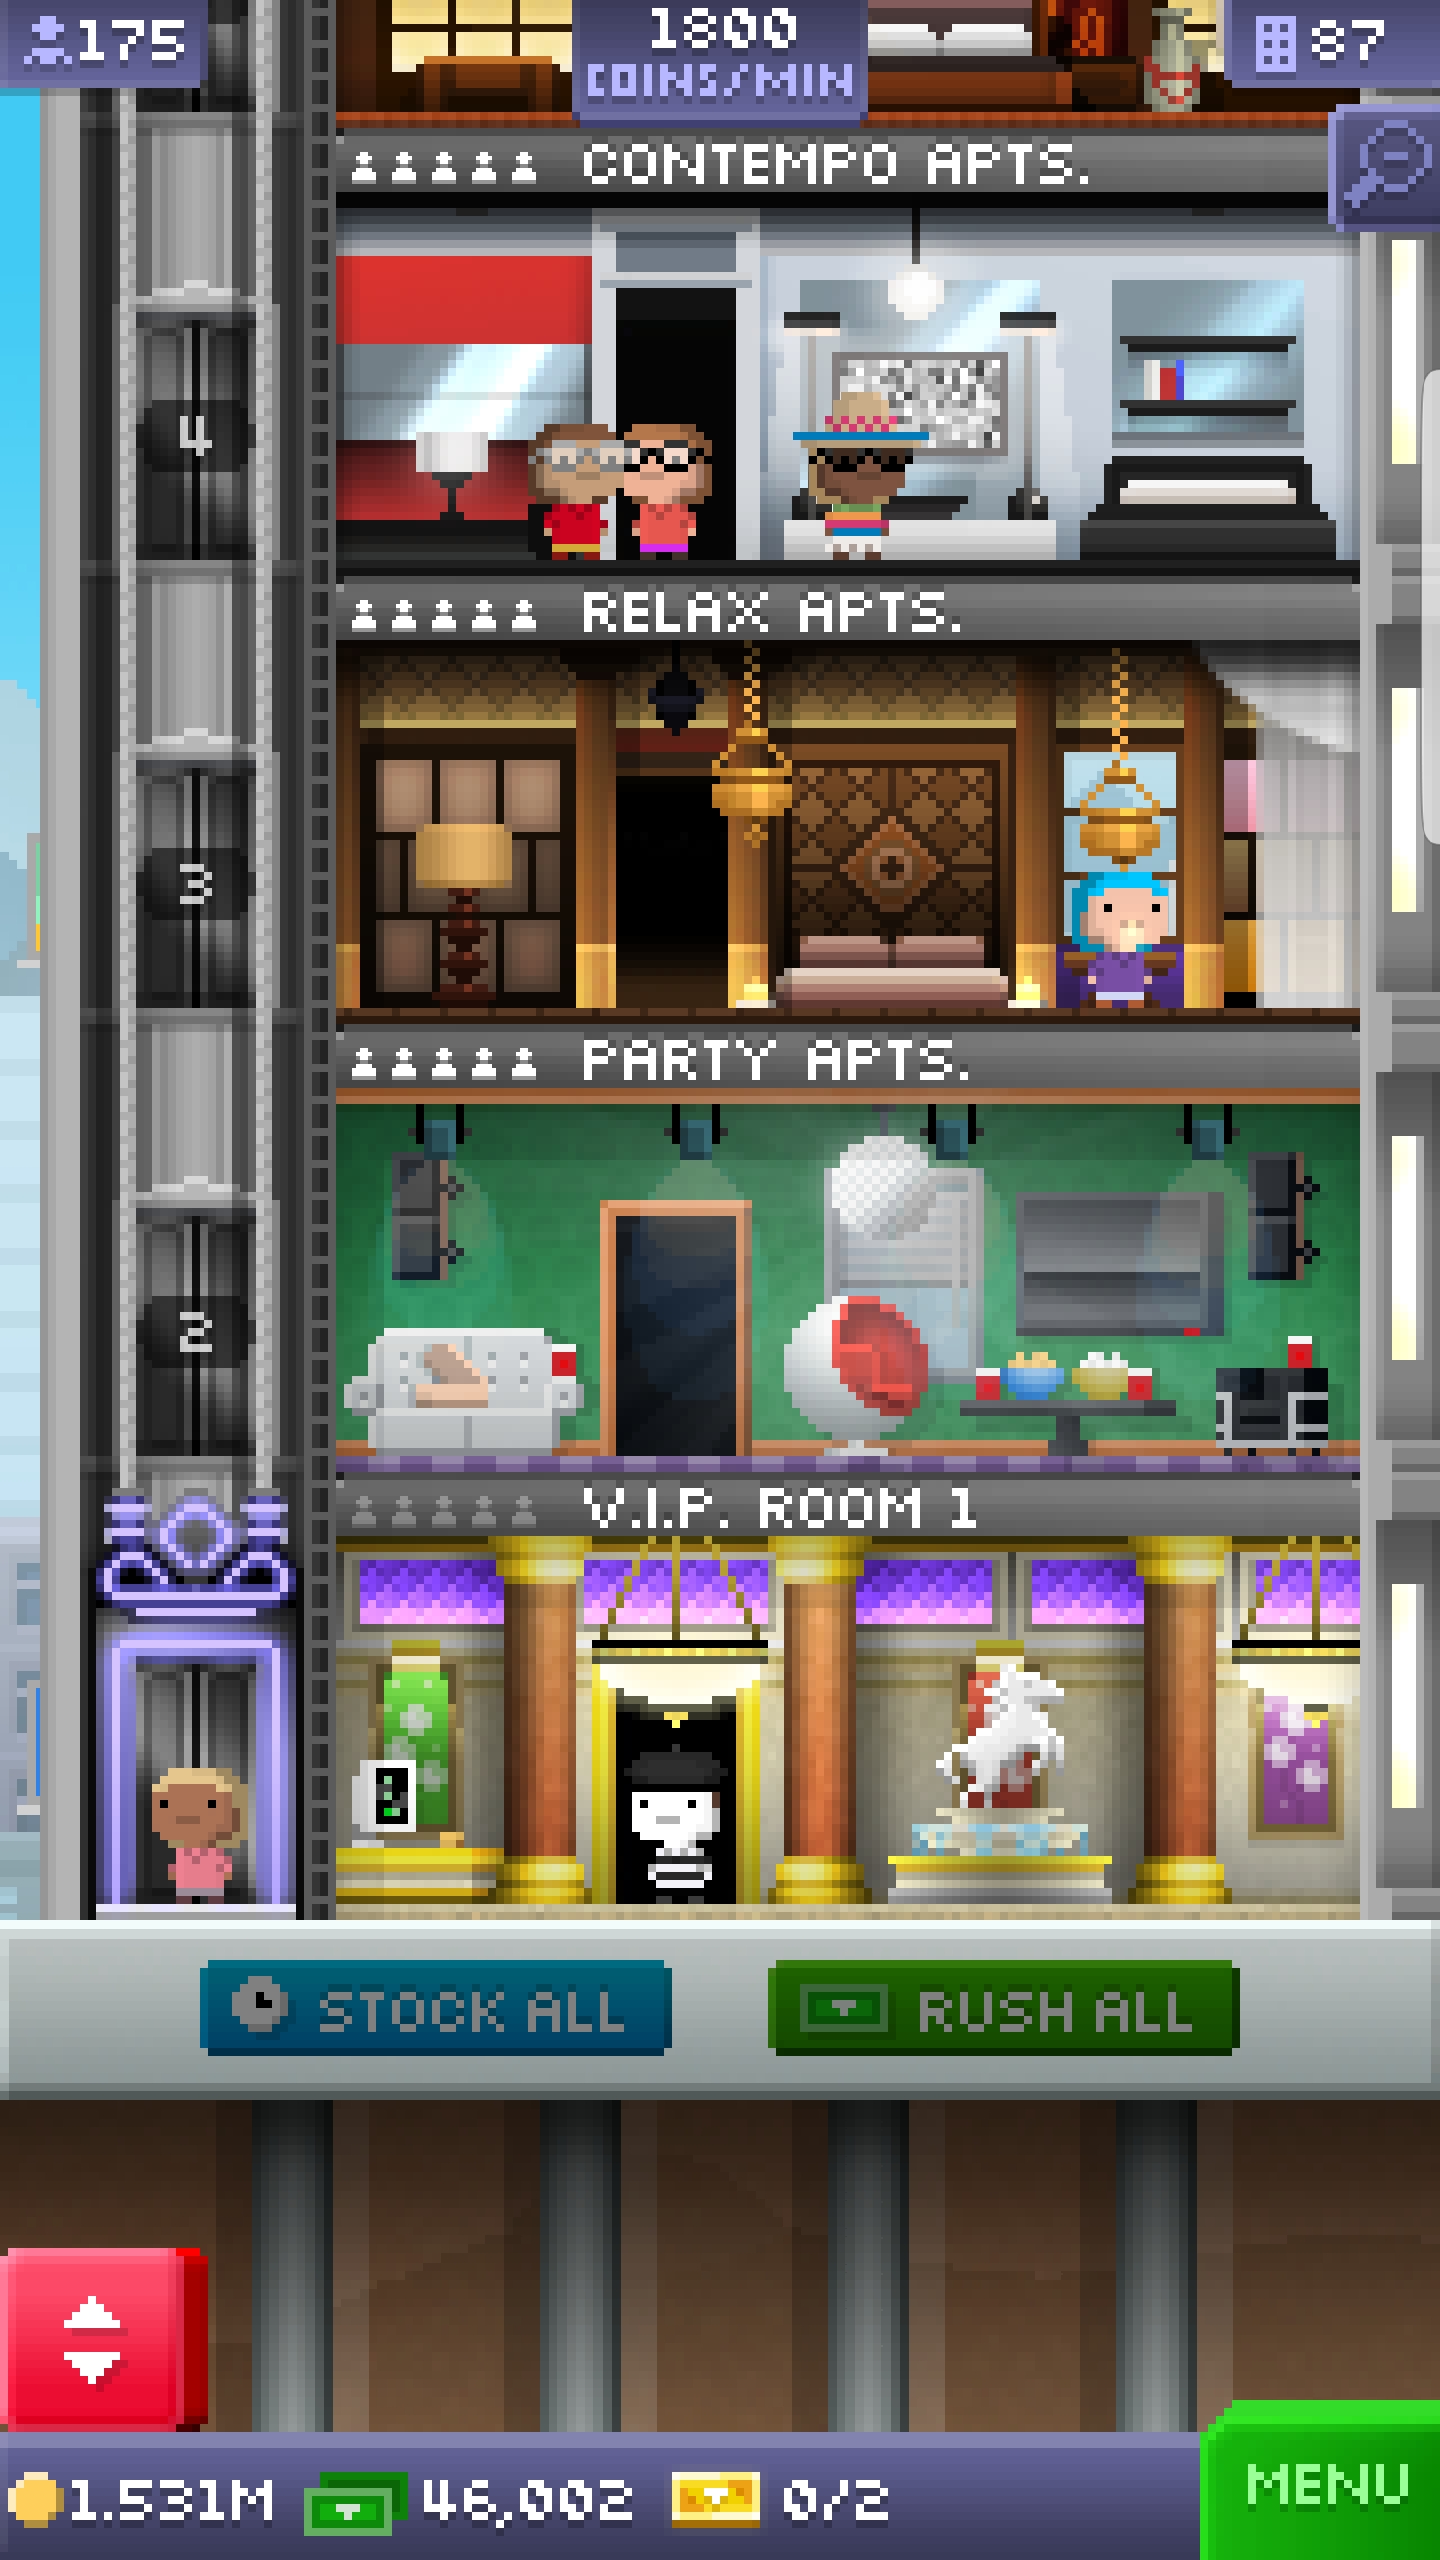 175
1800
COINS/MIN
87
CONTEMPO APTS.
4
RELAX APTS.
3
PARTY APTS.
2
V.I.P. ROOM 1
STOCK ALL
RUSH ALL
1.531M
46,002
0/2
MENU